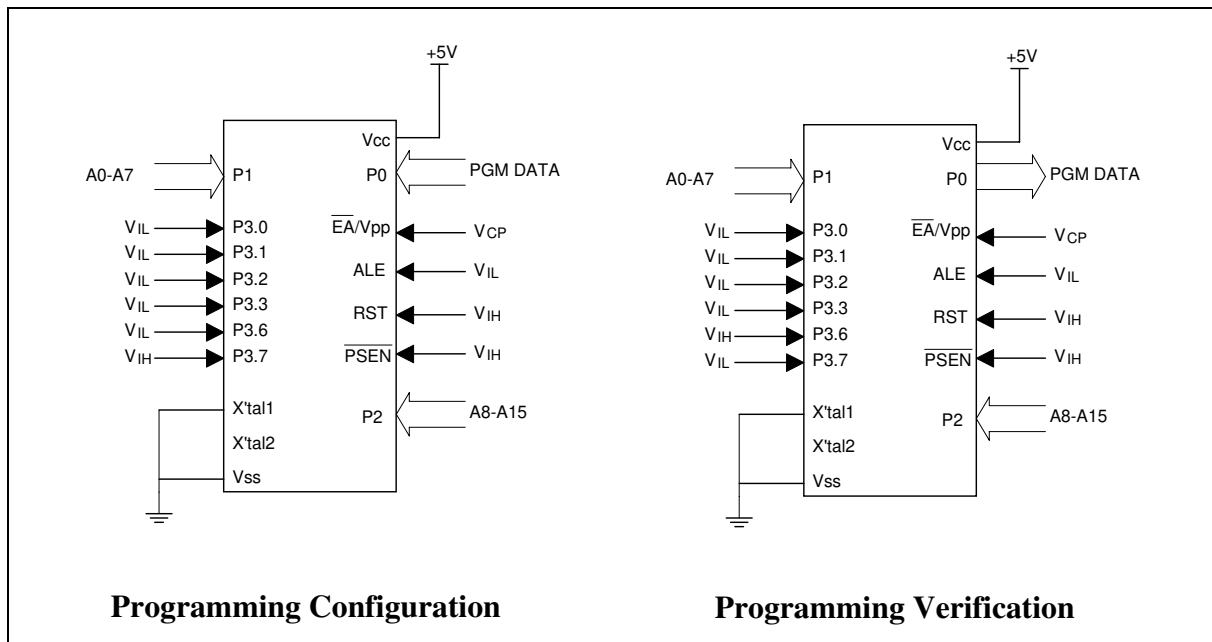 +5V
Vcc
A0-A7
P1
P0
PGM DATA
VIL
P3.0
EA/Vpp
VCP
VIL
P3.1
VIL
P3.2
ALE
VIL
VIL
P3.3
RST
VIH
VIL
P3.6
VIH
P3.7
PSEN
VIH
X'tal1
P2
A8-A15
X'tal2
Vss
Programming Configuration
+5V
Vcc
A0-A7
P1
P0
PGM DATA
VIL
P3.0
EA/Vpp
VCP
VIL
P3.1
VIL
P3.2
ALE
VIL
VIL
P3.3
RST
VIH
VIH
P3.6
VIL
P3.7
PSEN
VIH
X'tal1
P2
A8-A15
X'tal2
Vss
Programming Verification